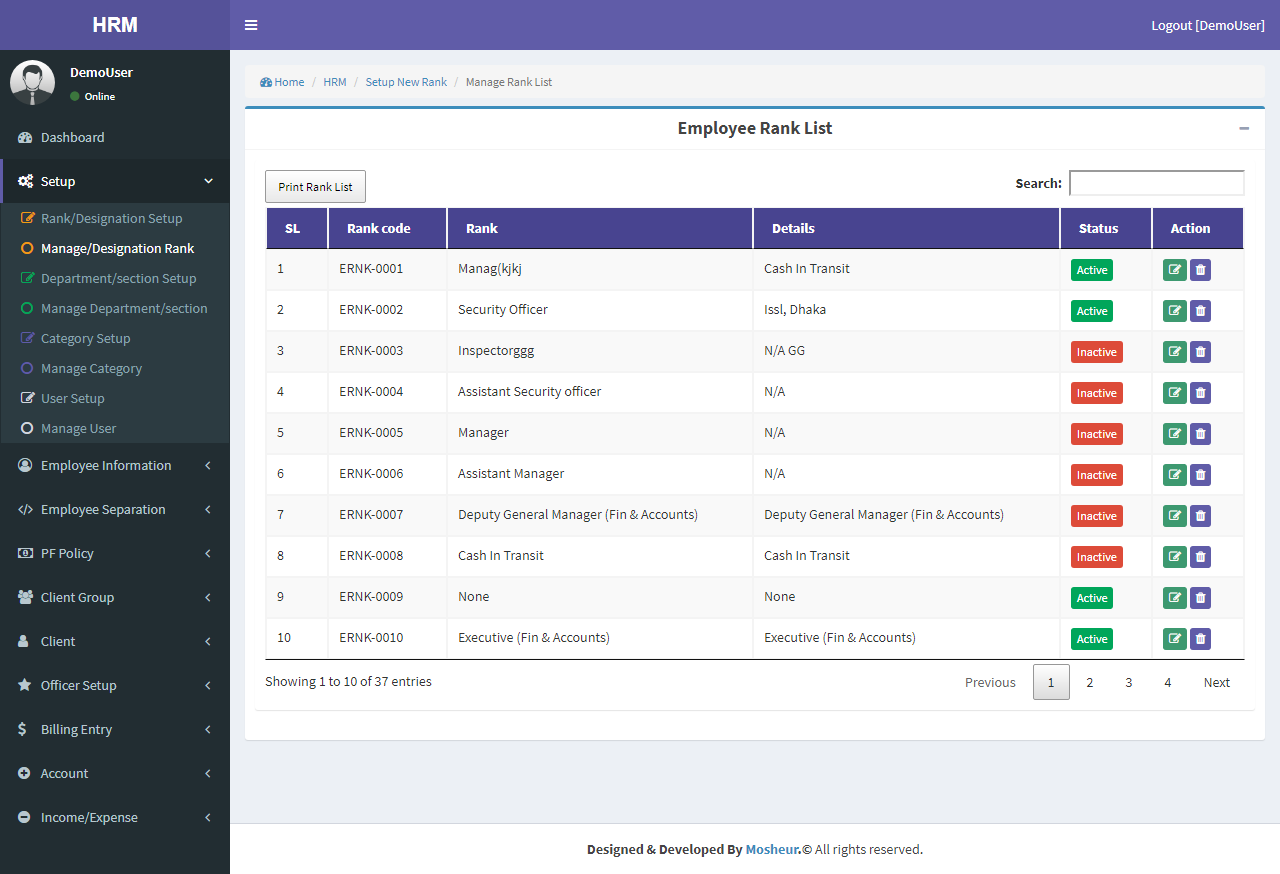 HRM
Logout [DemoUser]
DemoUser
Online
Dashboard
Setup
Rank/Designation Setup
Manage/Designation Rank
Department/section Setup
Manage Department/section
Category Setup
Manage Category
User Setup
Manage User
Employee Information
Employee Separation
PF Policy
Client Group
Client
Officer Setup
Billing Entry
Account
Income/Expense
Home / HRM / Setup New Rank / Manage Rank List
Employee Rank List
Print Rank List
Search:
SL Rank code Rank Details Status Action
1 ERNK-0001 Manag(kjkj Cash In Transit Active
2 ERNK-0002 Security Officer Issl, Dhaka Active
3 ERNK-0003 Inspectorggg N/A GG Inactive
4 ERNK-0004 Assistant Security officer N/A Inactive
5 ERNK-0005 Manager N/A Inactive
6 ERNK-0006 Assistant Manager N/A Inactive
7 ERNK-0007 Deputy General Manager (Fin & Accounts) Deputy General Manager (Fin & Accounts) Inactive
8 ERNK-0008 Cash In Transit Cash In Transit Inactive
9 ERNK-0009 None None Active
10 ERNK-0010 Executive (Fin & Accounts) Executive (Fin & Accounts) Active
Showing 1 to 10 of 37 entries
Previous 1 2 3 4 Next
Designed & Developed By Mosheur.© All rights reserved.